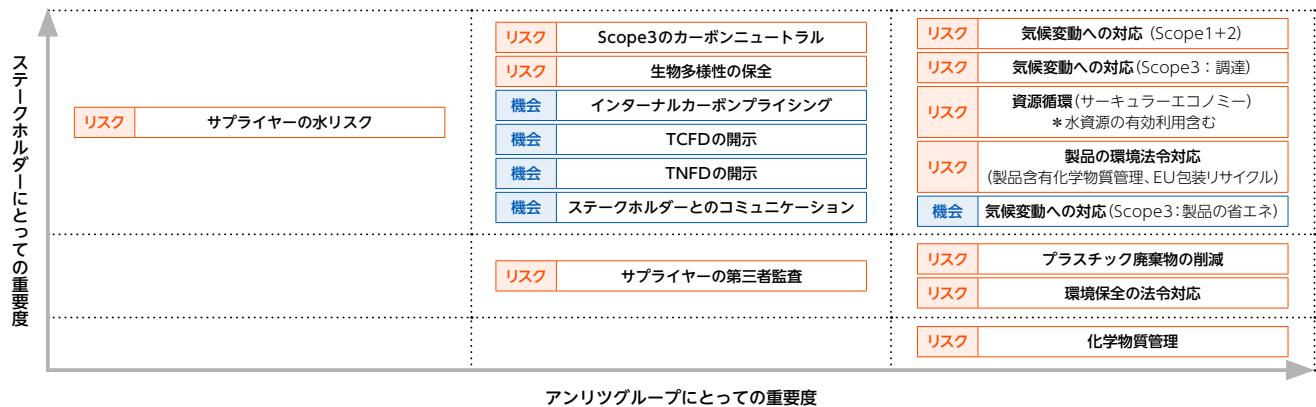 ステークホルダーにとっての重要度
リスク サプライヤーの水リスク
リスク Scope3のカーボンニュートラル
リスク 生物多様性の保全
機会 インターナルカーボンプライシング
機会 TCFDの開示
機会 TNFDの開示
機会 ステークホルダーとのコミュニケーション
リスク 気候変動への対応 (Scope1+2)
リスク 気候変動への対応(Scope3：調達)
リスク 資源循環(サーキュラーエコノミー)
＊水資源の有効利用含む
リスク 製品の環境法令対応
(製品含有化学物質管理、EU包装リサイクル)
機会 気候変動への対応(Scope3：製品の省エネ)
リスク サプライヤーの第三者監査
リスク プラスチック廃棄物の削減
リスク 環境保全の法令対応
リスク 化学物質管理
アンリツグループにとっての重要度